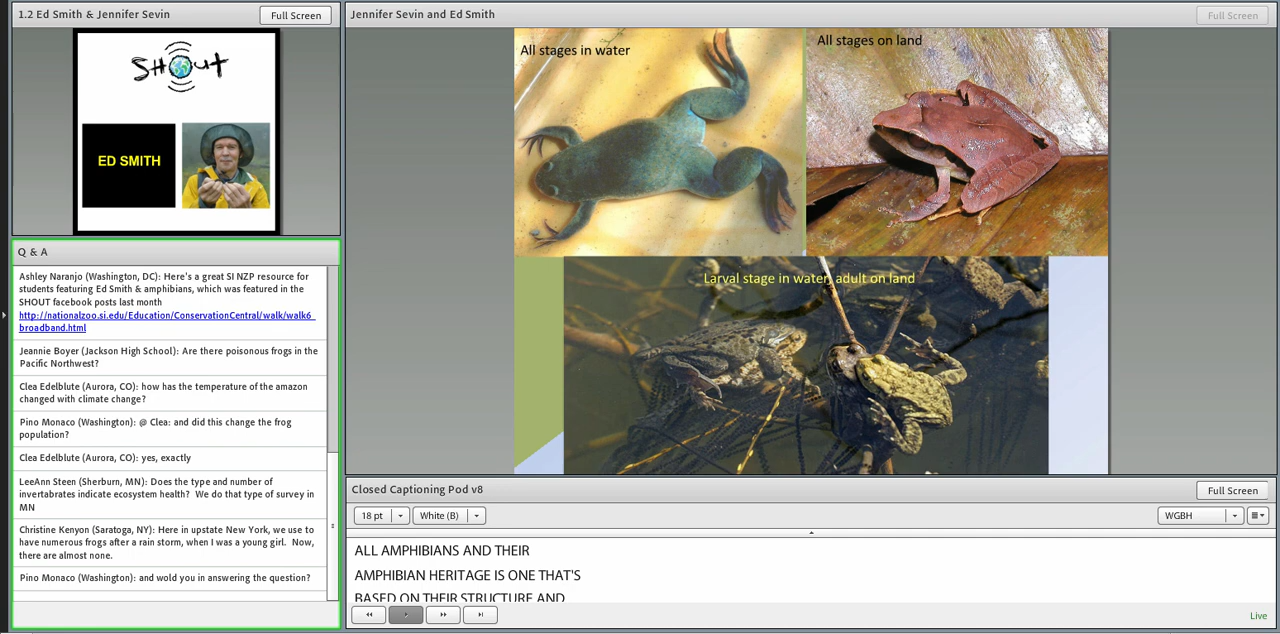 1.2 Ed Smith & Jennifer Sevin
Full Screen
SHOUT
ED SMITH
Q & A
Ashley Naranjo (Washington, DC): Here's a great SI NZP resource for
students featuring Ed Smith & amphibians, which was featured in the
SHOUT facebook posts last month
http://nationalzoo.si.edu/Education/ConservationCentral/walk/walk6_
broadband.html
Jeannie Boyer (Jackson High School): Are there poisonous frogs in the
Pacific Northwest?
Clea Edelblute (Aurora, CO): how has the temperature of the amazon
changed with climate change?
Pino Monaco (Washington): @ Clea: and did this change the frog
population?
Clea Edelblute (Aurora, CO): yes, exactly
LeeAnn Steen (Sherburn, MN): Does the type and number of
invertabrates indicate ecosystem health? We do that type of survey in
MN
Christine Kenyon (Saratoga, NY): Here in upstate New York, we use to
have numerous frogs after a rain storm, when I was a young girl. Now,
there are almost none.
Pino Monaco (Washington): and wold you in answering the question?
Jennifer Sevin and Ed Smith
Full Screen
All stages in water
All stages on land
Larval stage in water, adult on land
Closed Captioning Pod v8
Full Screen
18 pt
White (B)
WGBH
ALL AMPHIBIANS AND THEIR
AMPHIBIAN HERITAGE IS ONE THAT'S
BASED ON THEIR STRUCTURE AND
Live